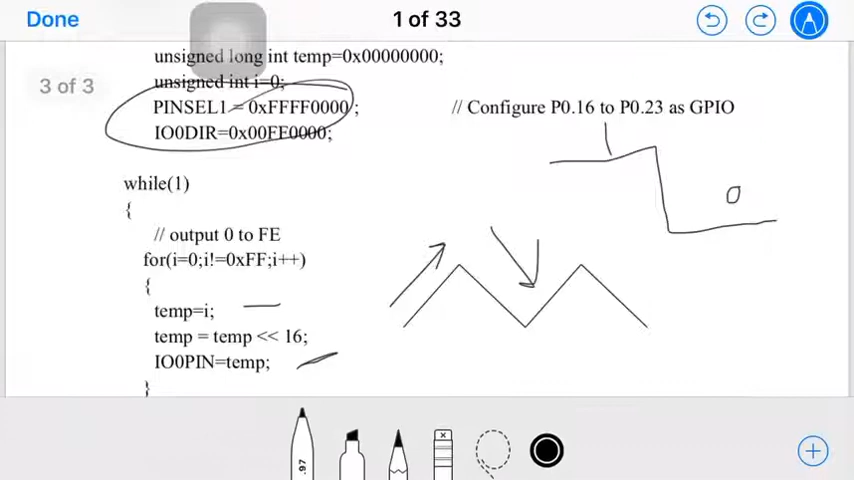 Done
1 of 33
unsigned long int temp=0x00000000;
3 of 3
unsigned int i=0;
PINSEL1 = 0xFFFF0000 ; // Configure P0.16 to P0.23 as GPIO
IO0DIR=0x00FF0000;
0
while(1)
{
// output 0 to FE
for(i=0;i!=0xFF;i++)
{
temp=i;
temp = temp << 16;
IO0PIN=temp;
}
.97